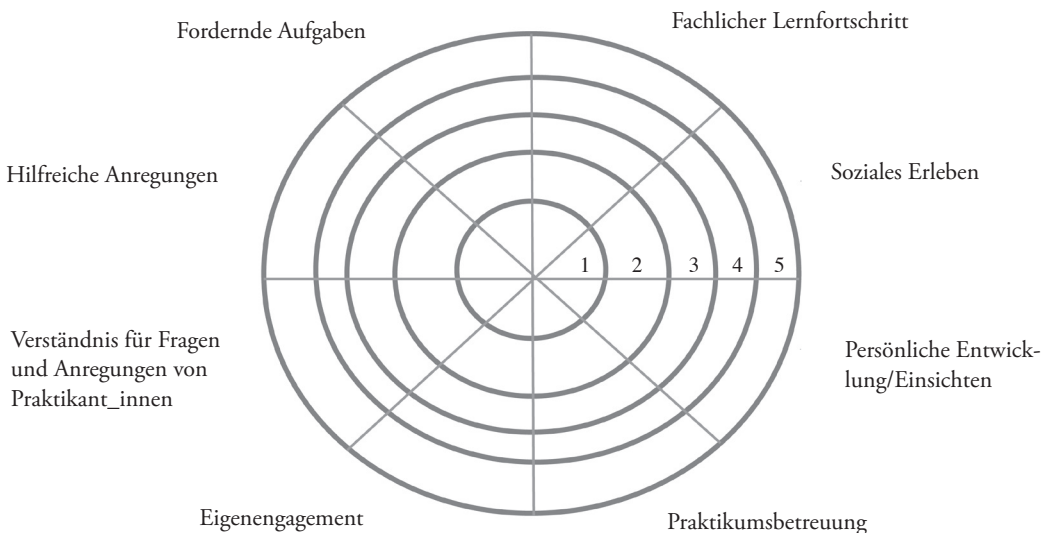 Fordernde Aufgaben
Fachlicher Lernfortschritt
Hilfreiche Anregungen
Soziales Erleben
1 2 3 4 5
Verständnis für Fragen
und Anregungen von
Praktikant_innen
Persönliche Entwick-
lung/Einsichten
Eigenengagement
Praktikumsbetreuung